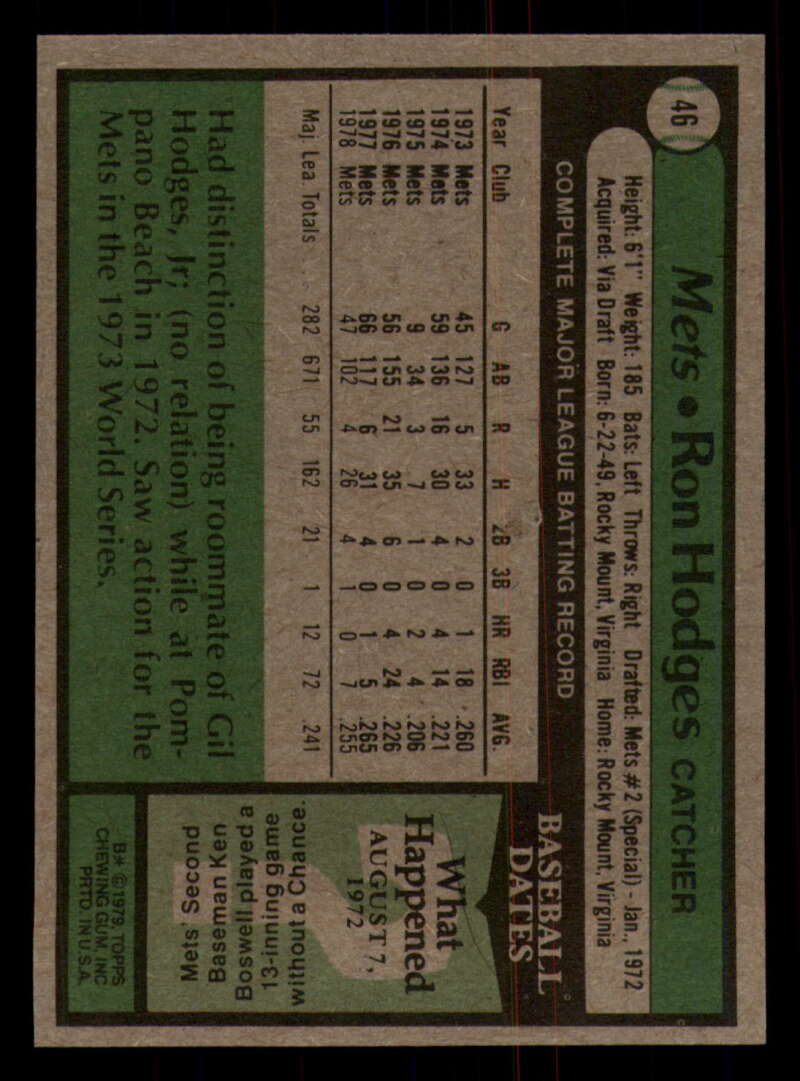 46
Mets • Ron Hodges CATCHER
Height: 6'1" Weight: 185 Bats: Left Throws: Right Drafted: Mets #2 (Special) - Jan., 1972
Acquired: Via Draft Born: 6-22-49, Rocky Mount, Virginia Home: Rocky Mount, Virginia
COMPLETE MAJOR LEAGUE BATTING RECORD
Year Club G AB R H 2B 3B HR RBI AVG.
1973 Mets 45 127 5 33 2 0 1 18 .260
1974 Mets 59 136 16 30 4 0 4 14 .221
1975 Mets 9 34 3 7 1 0 2 4 .206
1976 Mets 56 155 21 35 6 0 4 24 .226
1977 Mets 66 117 6 31 4 0 1 5 .265
1978 Mets 47 102 4 26 4 1 0 7 .255
Maj. Lea. Totals 282 671 55 162 21 1 12 72 .241
Had distinction of being roommate of Gil
Hodges, Jr; (no relation) while at Pom-
pano Beach in 1972. Saw action for the
Mets in the 1973 World Series.
BASEBALL
DATES
What
Happened
AUGUST 7,
1972
Mets' Second
Baseman Ken
Boswell played a
13-inning game
without a Chance.
B* © 1979, TOPPS
CHEWING GUM, INC
PRTD. IN U.S.A.